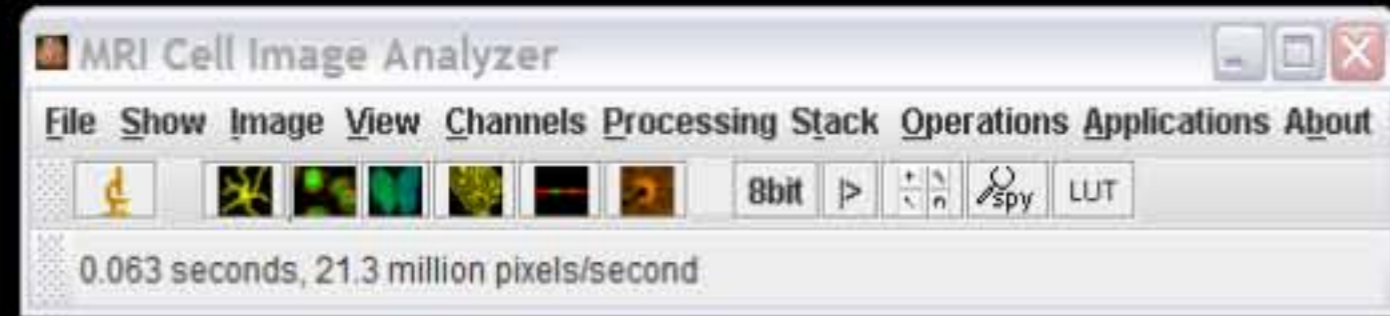 MRI Cell Image Analyzer
File Show Image View Channels Processing Stack Operations Applications About
8bit |> spy LUT
0.063 seconds, 21.3 million pixels/second